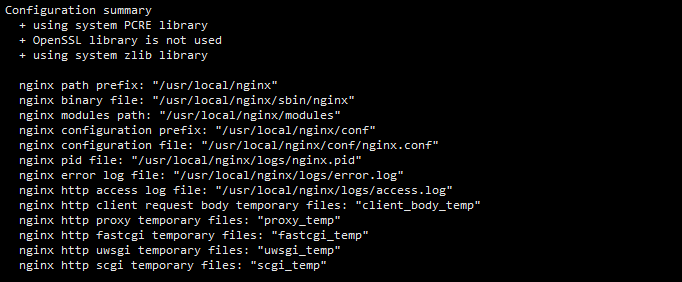 Configuration summary
+ using system PCRE library
+ OpenSSL library is not used
+ using system zlib library
nginx path prefix: "/usr/local/nginx"
nginx binary file: "/usr/local/nginx/sbin/nginx"
nginx modules path: "/usr/local/nginx/modules"
nginx configuration prefix: "/usr/local/nginx/conf"
nginx configuration file: "/usr/local/nginx/conf/nginx.conf"
nginx pid file: "/usr/local/nginx/logs/nginx.pid"
nginx error log file: "/usr/local/nginx/logs/error.log"
nginx http access log file: "/usr/local/nginx/logs/access.log"
nginx http client request body temporary files: "client_body_temp"
nginx http proxy temporary files: "proxy_temp"
nginx http fastcgi temporary files: "fastcgi_temp"
nginx http uwsgi temporary files: "uwsgi_temp"
nginx http scgi temporary files: "scgi_temp"